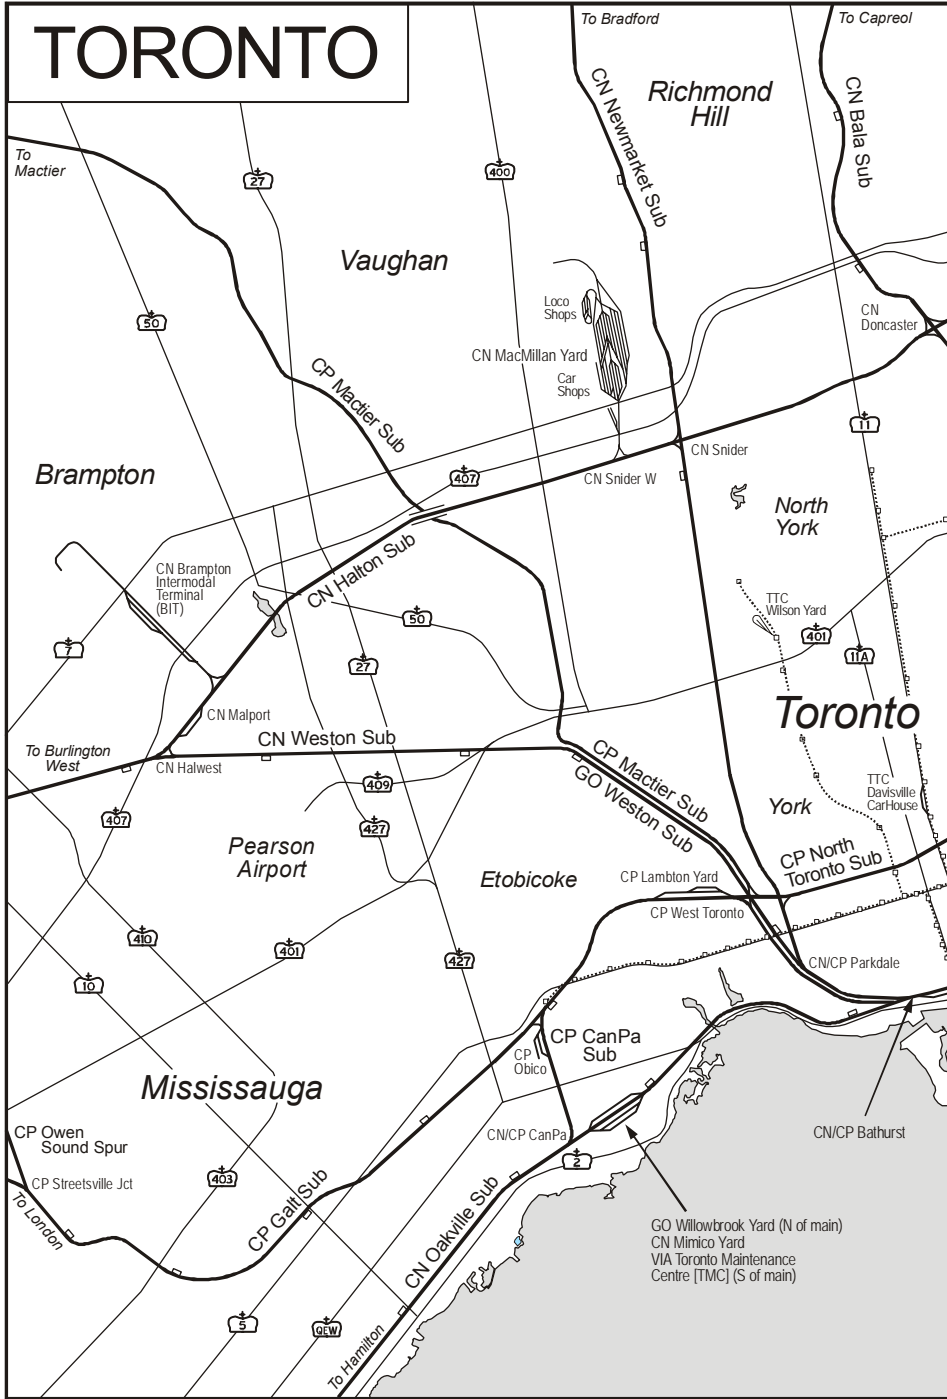 TORONTO
To Bradford
To Capreol
Richmond
Hill
CN Newmarket Sub
CN Bala Sub
To
Mactier
27
400
Vaughan
50
Loco
Shops
CN
Doncaster
CN MacMillan Yard
Car
Shops
CP Mactier Sub
11
Brampton
407
CN Snider
CN Snider W
North
York
CN Halton Sub
CN Brampton
Intermodal
Terminal
(BIT)
TTC
Wilson Yard
50
401
7
27
11A
CN Malport
Toronto
To Burlington
West
CN Weston Sub
CN Halwest
CP Mactier Sub
GO Weston Sub
409
TTC
Davisville
CarHouse
407
427
York
Pearson
Airport
CP North
Toronto Sub
Etobicoke
CP Lambton Yard
CP West Toronto
410
401
427
CN/CP Parkdale
10
CP CanPa
Sub
CP
Obico
Mississauga
CP Owen
Sound Spur
CN/CP CanPa
CN/CP Bathurst
2
403
CP Streetsville Jct
To London
CP Galt Sub
CN Oakville Sub
GO Willowbrook Yard (N of main)
CN Mimico Yard
VIA Toronto Maintenance
Centre [TMC] (S of main)
5
QEW
To Hamilton